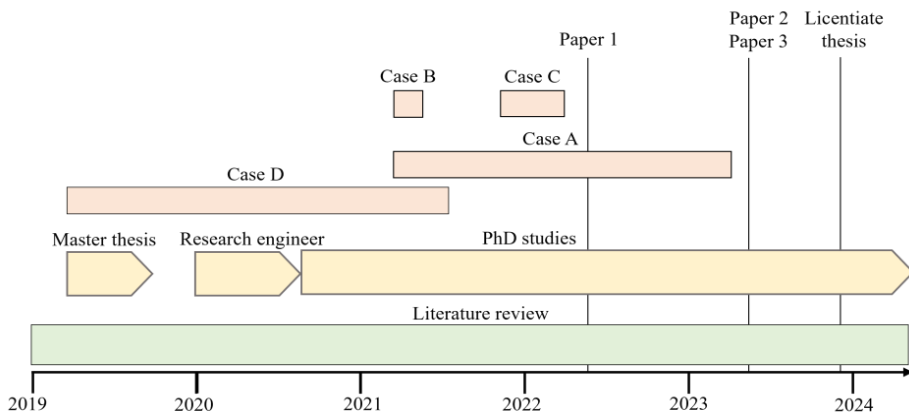 Paper 2
Licentiate
Paper 1
Paper 3
thesis
Case B
Case C
Case A
Case D
Master thesis
Research engineer
PhD studies
Literature review
2019
2020
2021
2022
2023
2024